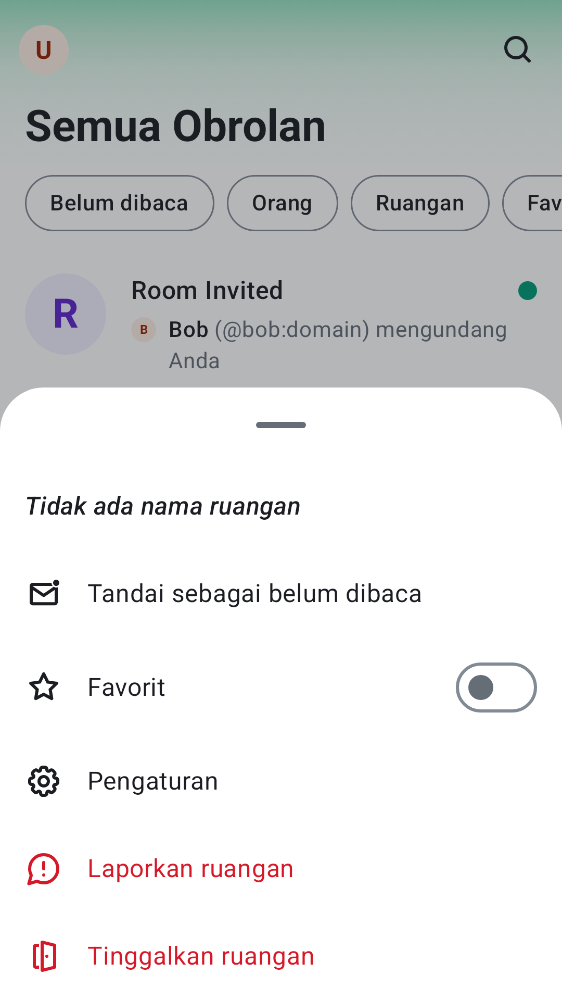 U
Semua Obrolan
Belum dibaca
Orang
Ruangan
Fav
R
Room Invited
B
Bob (@bob:domain) mengundang
Anda
Tidak ada nama ruangan
Tandai sebagai belum dibaca
Favorit
Pengaturan
Laporkan ruangan
Tinggalkan ruangan